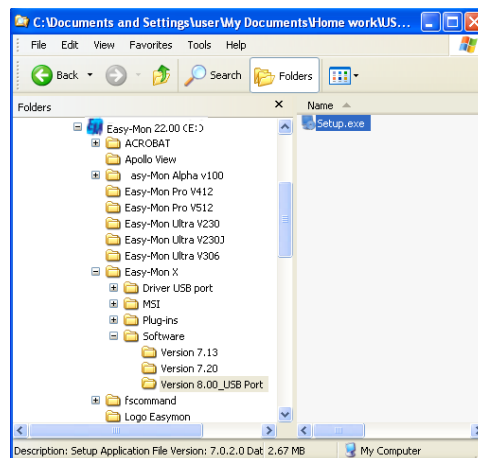 C:\Documents and Settings\user\My Documents\Home work\US...
File Edit View Favorites Tools Help
Back Search Folders
Folders × Name
Easy-Mon 22.00 (E:)
Setup.exe
ACROBAT
Apollo View
asy-Mon Alpha v100
Easy-Mon Pro V412
Easy-Mon Pro V512
Easy-Mon Ultra V230
Easy-Mon Ultra V230J
Easy-Mon Ultra V306
Easy-Mon X
Driver USB port
MSI
Plug-ins
Software
Version 7.13
Version 7.20
Version 8.00_USB Port
fscommand
Logo Easymon
Description: Setup Application File Version: 7.0.2.0 Dat 2.67 MB My Computer